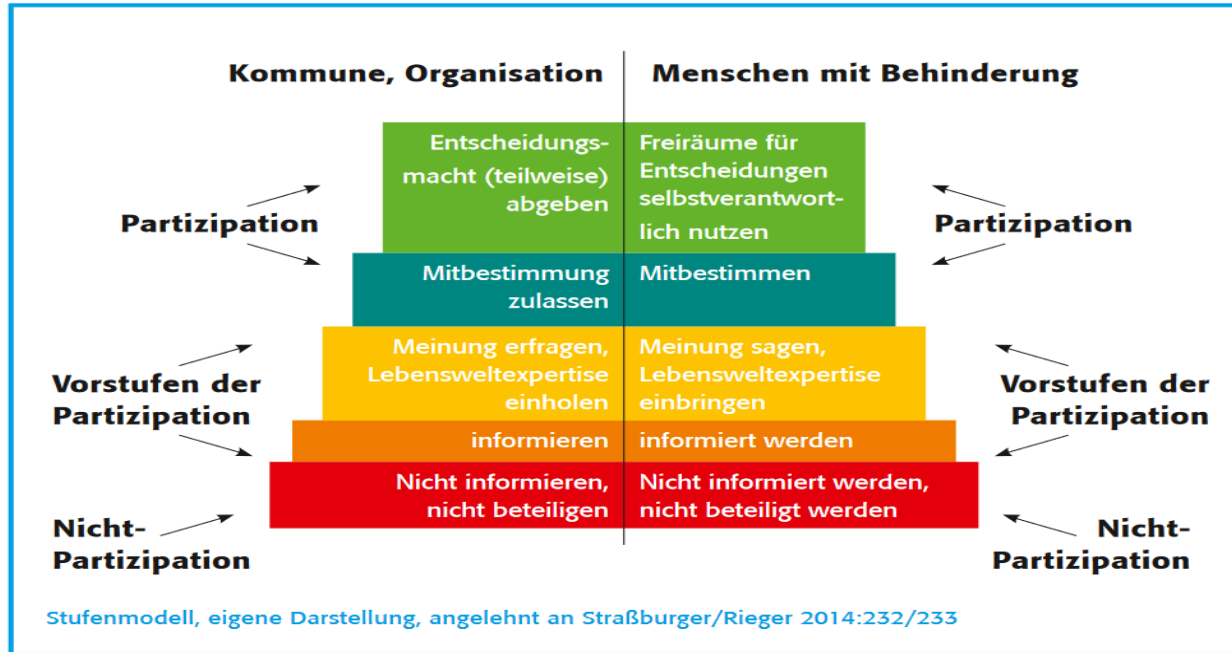 Kommune, Organisation
Menschen mit Behinderung
Entscheidungs-
macht (teilweise)
abgeben
Freiräume für
Entscheidungen
selbstverantwort-
lich nutzen
Partizipation
Partizipation
Mitbestimmung
zulassen
Mitbestimmen
Meinung erfragen,
Lebensweltexpertise
einholen
Meinung sagen,
Lebensweltexpertise
einbringen
Vorstufen der
Partizipation
Vorstufen der
Partizipation
informieren
informiert werden
Nicht informieren,
nicht beteiligen
Nicht informiert werden,
nicht beteiligt werden
Nicht-
Partizipation
Nicht-
Partizipation
Stufenmodell, eigene Darstellung, angelehnt an Straßburger/Rieger 2014:232/233